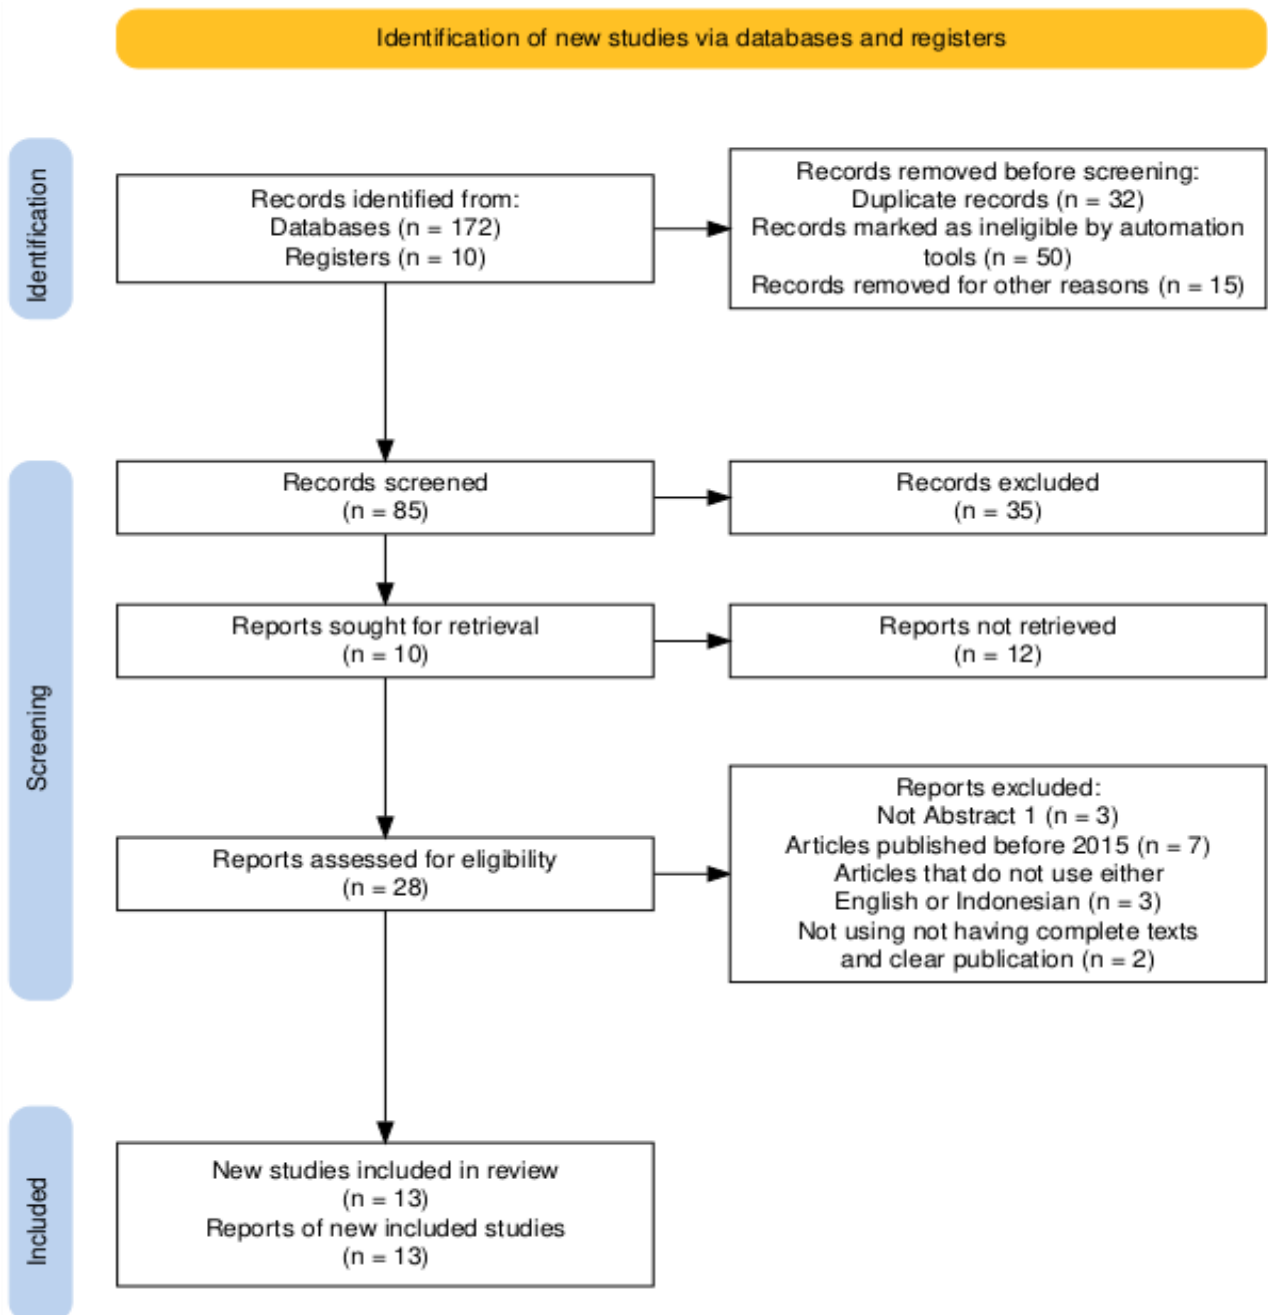 Identification of new studies via databases and registers
Identification
Records identified from:
Databases (n = 172)
Registers (n = 10)
Records removed before screening:
Duplicate records (n = 32)
Records marked as ineligible by automation
tools (n = 50)
Records removed for other reasons (n = 15)
Screening
Records screened
(n = 85)
Records excluded
(n = 35)
Reports sought for retrieval
(n = 10)
Reports not retrieved
(n = 12)
Reports assessed for eligibility
(n = 28)
Reports excluded:
Not Abstract 1 (n = 3)
Articles published before 2015 (n = 7)
Articles that do not use either
English or Indonesian (n = 3)
Not using not having complete texts
and clear publication (n = 2)
Included
New studies included in review
(n = 13)
Reports of new included studies
(n = 13)